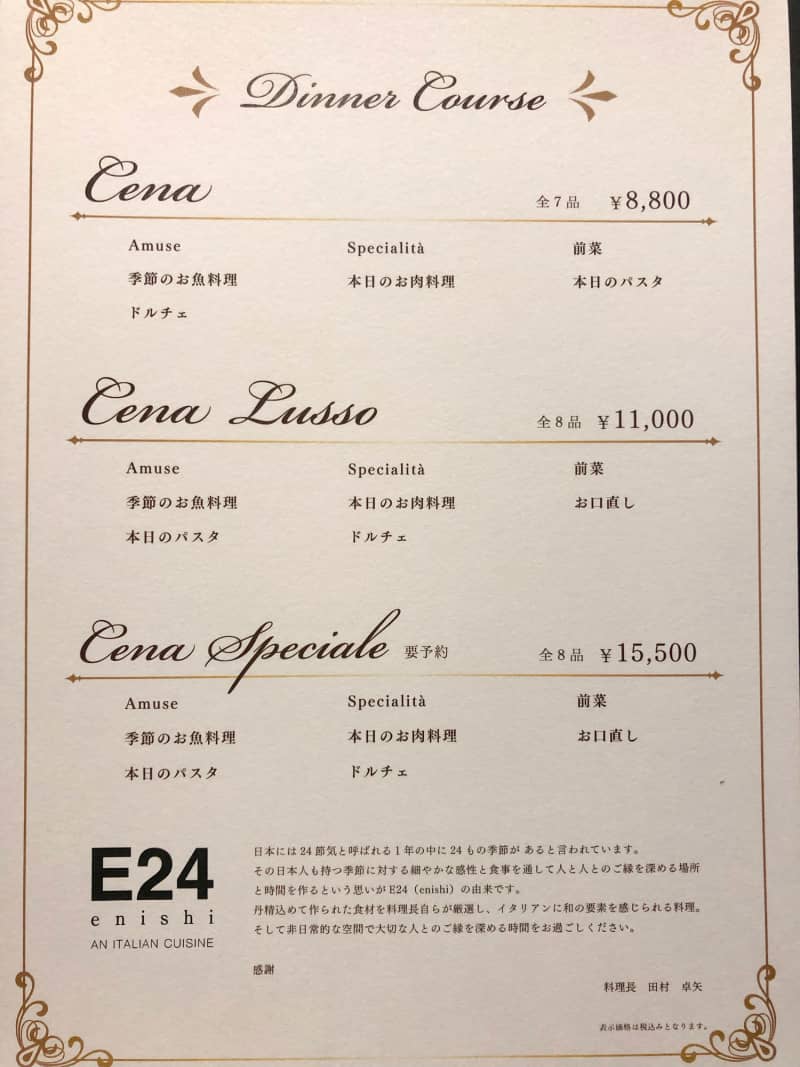 Dinner Course
Cena 全7品 ¥8,800
Amuse Specialità 前菜
季節のお魚料理 本日のお肉料理 本日のパスタ
ドルチェ
Cena Lusso 全8品 ¥11,000
Amuse Specialità 前菜
季節のお魚料理 本日のお肉料理 お口直し
本日のパスタ ドルチェ
Cena Speciale 要予約 全8品 ¥15,500
Amuse Specialità 前菜
季節のお魚料理 本日のお肉料理 お口直し
本日のパスタ ドルチェ
E24
enishi
AN ITALIAN CUISINE
日本には24節気と呼ばれる1年の中に24もの季節が あると言われています。
その日本人も持つ季節に対する細やかな感性と食事を通して人と人とのご縁を深める場所
と時間を作るという思いがE24（enishi）の由来です。
丹精込めて作られた食材を料理長自らが厳選し、イタリアンに和の要素を感じられる料理。
そして非日常的な空間で大切な人とのご縁を深める時間をお過ごしください。
感謝
料理長 田村 卓矢
表示価格は税込みとなります。